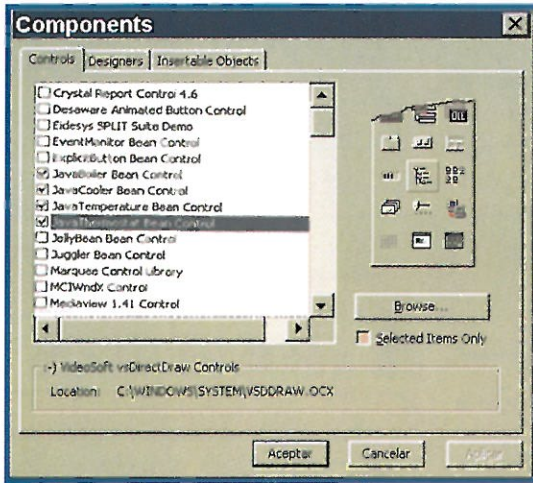 Components
Controls Designers Insertable Objects
Crystal Report Control 4.6
Desaware Animated Button Control
Eidesys SPLIT Suite Demo
EventMonitor Bean Control
ExplicitButton Bean Control
JavaBoiler Bean Control
JavaCooler Bean Control
JavaTemperature Bean Control
JavaThermostat Bean Control
JellyBean Bean Control
Juggler Bean Control
Marquee Control Library
MCIWndX Control
Mediaview 1.41 Control
Browse...
Selected Items Only
:-) VideoSoft vsDirectDraw Controls
Location: C:\WINDOWS\SYSTEM\VSDDRAW.OCX
Aceptar Cancelar Aplicar